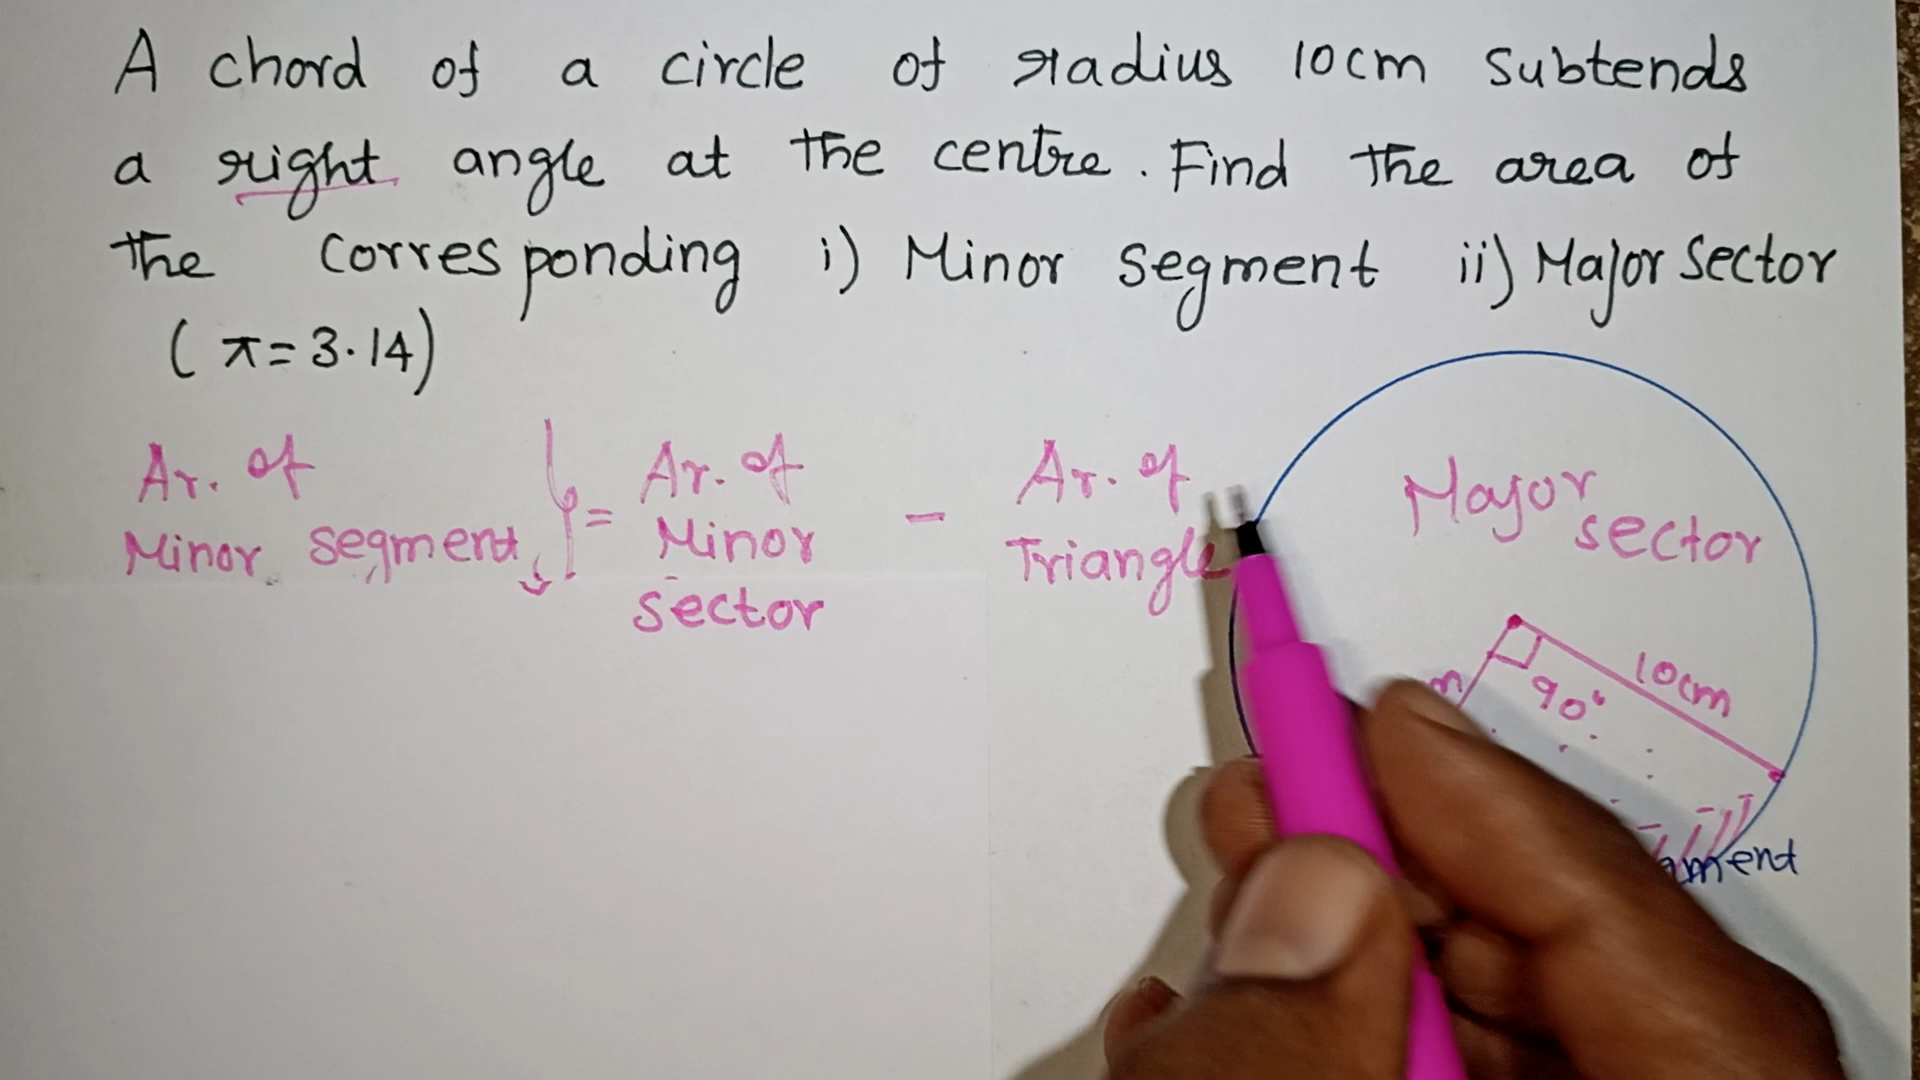 A chord of a circle of radius 10cm subtends
a right angle at the centre. Find the area of
the corresponding i) Minor segment ii) Major Sector
(π=3.14)
Ar. of
Minor segment = Ar. of
Minor
sector - Ar. of
Triangle
Major
sector
10cm
90°